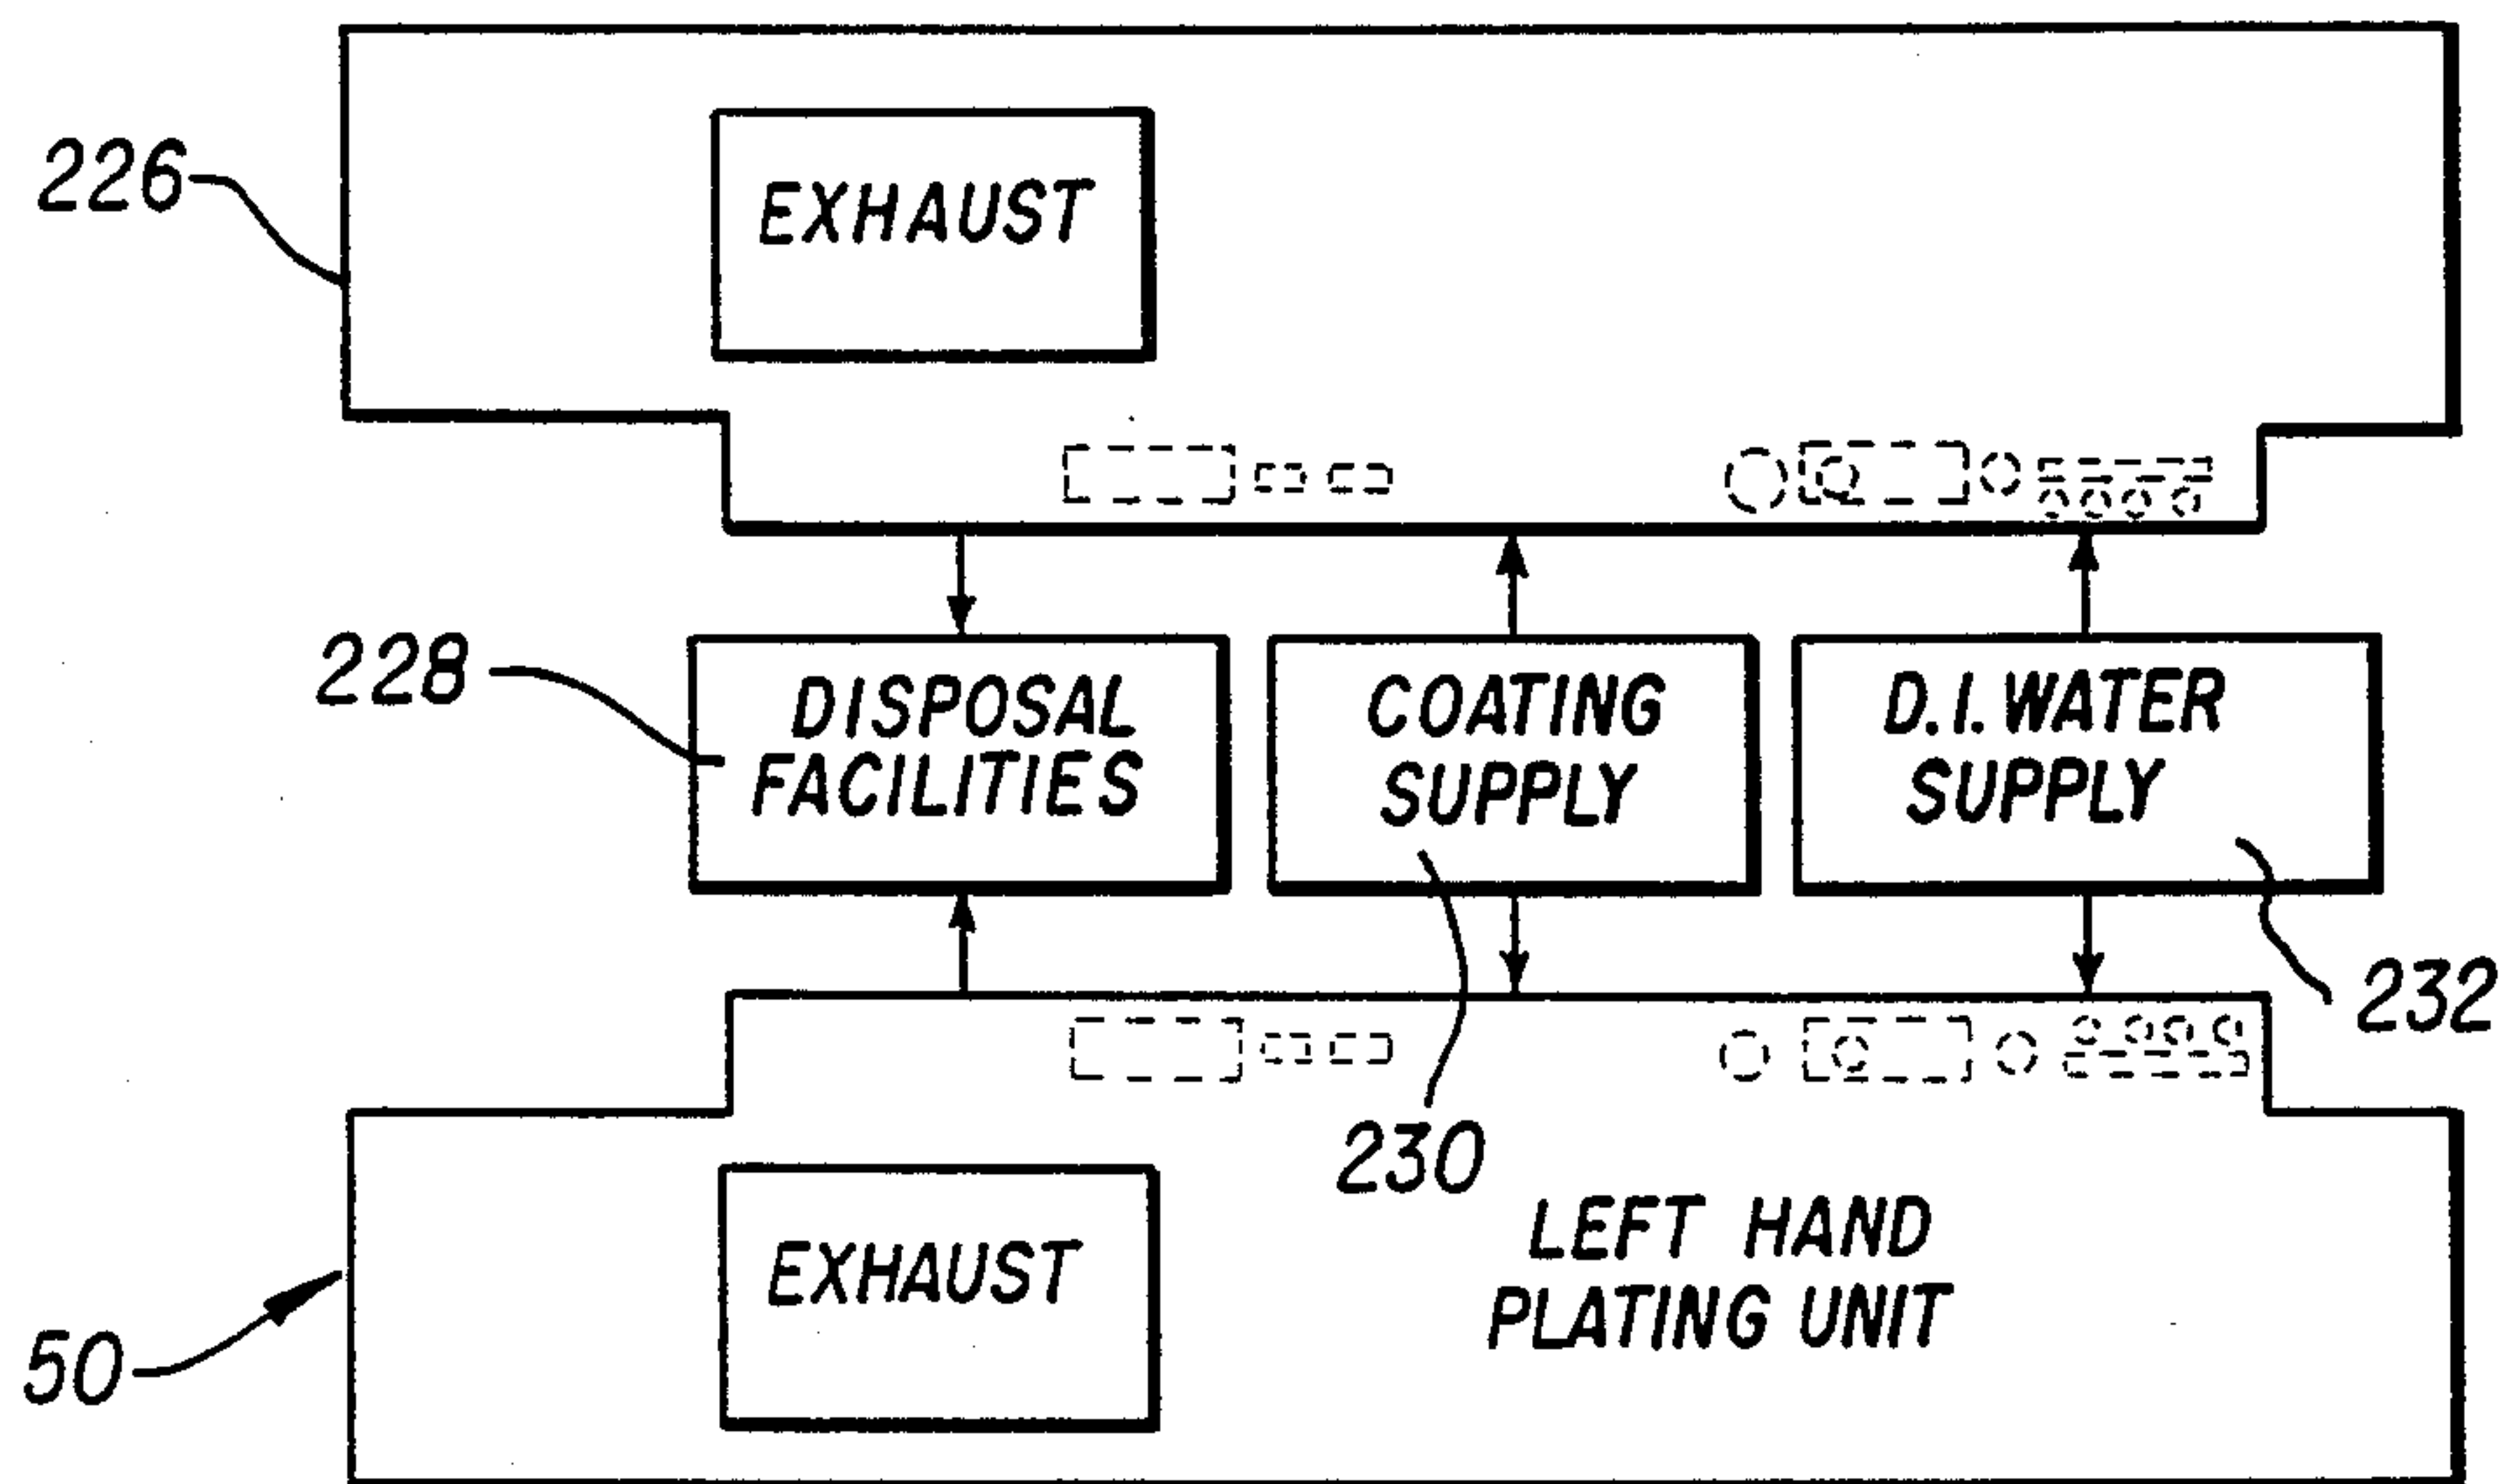 226
EXHAUST
228
DISPOSAL
FACILITIES
COATING
SUPPLY
D.I. WATER
SUPPLY
232
230
LEFT HAND
PLATING UNIT
EXHAUST
50